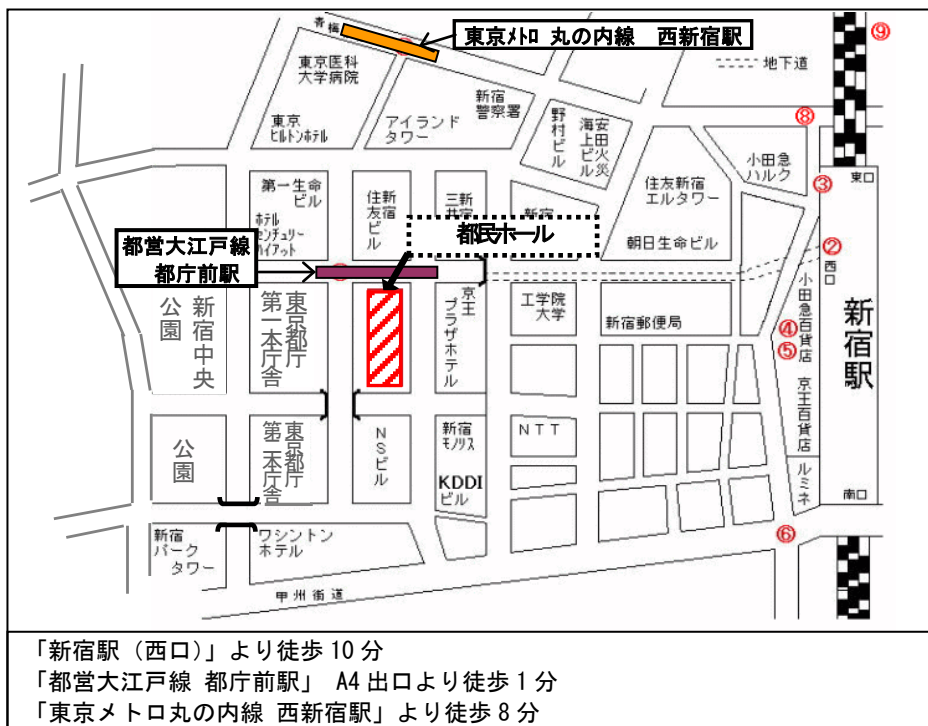 青梅
東京ﾒﾄﾛ 丸の内線 西新宿駅
⑨
東京医科
大学病院
地下道
新宿
警察署
⑧
東京
ﾋﾙﾄﾝﾎﾃﾙ
アイランド
タワー
野村ビル
安田火災
海上ビル
小田急
ハルク
③
東口
第一生命
ビル
ホテル
センチュリー
ハイアット
新宿
住友
ビル
新宿
三井
新宿
住友新宿
エルタワー
都民ホール
朝日生命ビル
②
西口
都営大江戸線
都庁前駅
新宿中央
公園
東京都庁
第一本庁舎
京王
プラザホテル
工学院
大学
新宿郵便局
小田急百貨店
④
⑤
新宿駅
京王百貨店
公園
東京都庁
第二本庁舎
NSビル
新宿
モノリス
KDDI
ビル
NTT
ルミネ
南口
⑥
新宿
パーク
タワー
ワシントン
ホテル
甲州街道
「新宿駅（西口）」より徒歩10分
「都営大江戸線 都庁前駅」 A4出口より徒歩1分
「東京メトロ丸の内線 西新宿駅」より徒歩8分